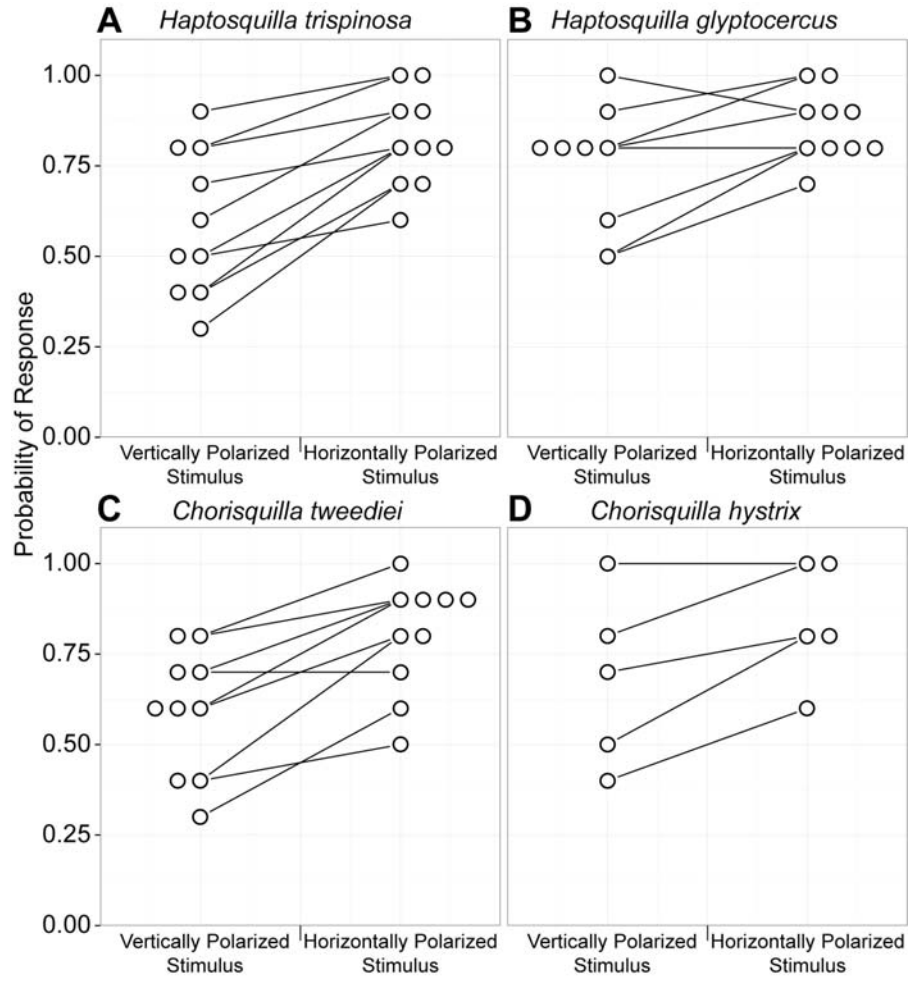 A Haptosquilla trispinosa
B Haptosquilla glyptocercus
Probability of Response
1.00
0.75
0.50
0.25
0.00
Vertically Polarized Stimulus
Horizontally Polarized Stimulus
Vertically Polarized Stimulus
Horizontally Polarized Stimulus
C Chorisquilla tweediei
D Chorisquilla hystrix
1.00
0.75
0.50
0.25
0.00
Vertically Polarized Stimulus
Horizontally Polarized Stimulus
Vertically Polarized Stimulus
Horizontally Polarized Stimulus